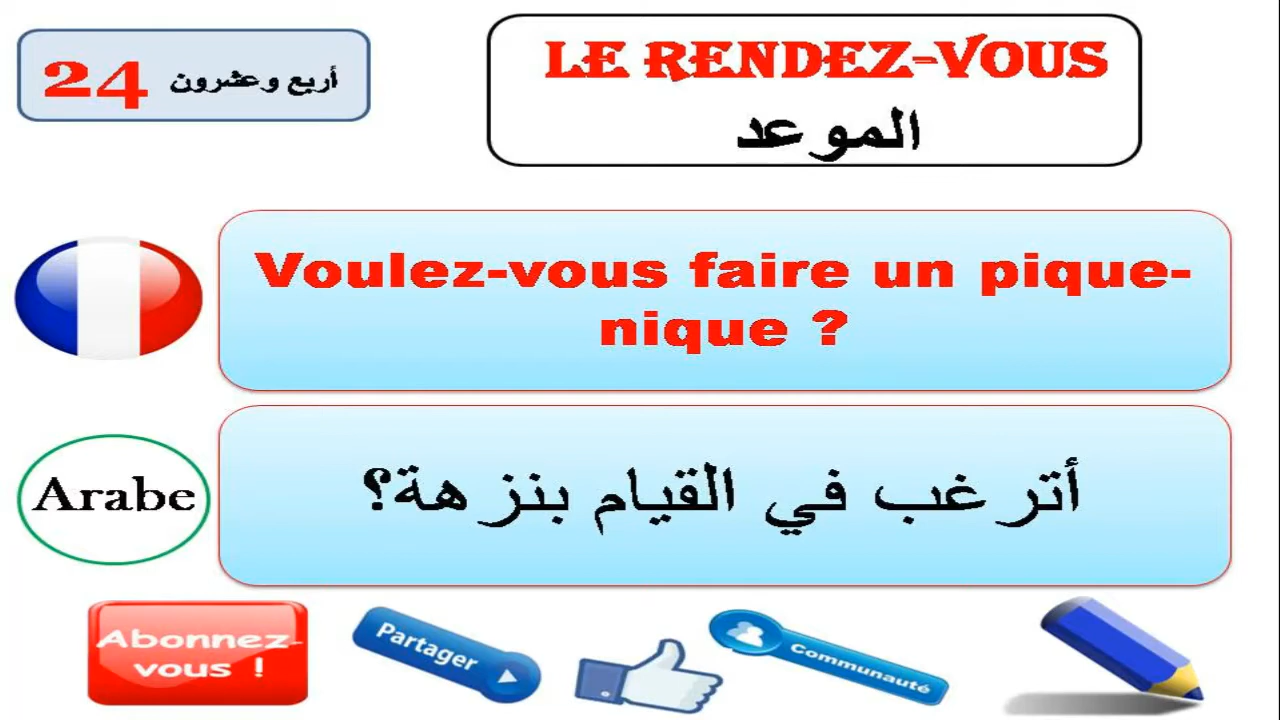 24 أربع وعشرون
LE RENDEZ-VOUS
الموعد
Voulez-vous faire un pique-
nique ?
Arabe
أترغب في القيام بنزهة؟
Abonnez-
vous !
Partager
Communauté